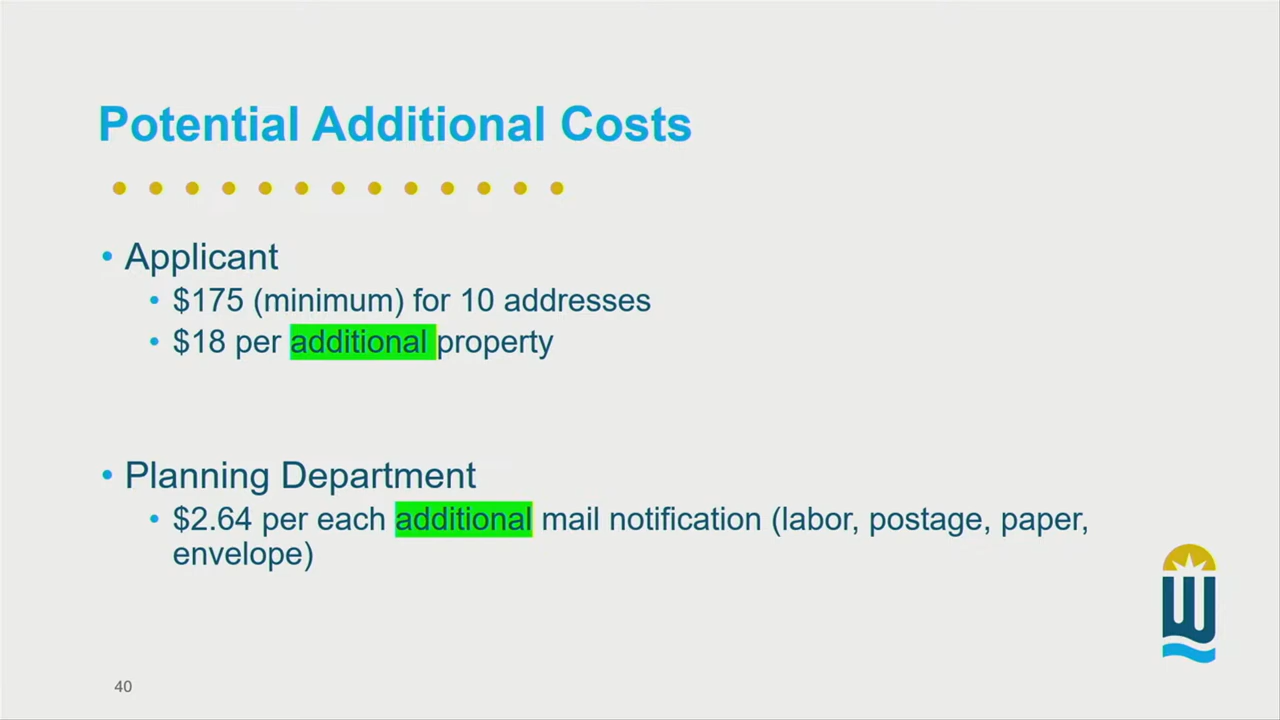 Potential Additional Costs
• Applicant
• $175 (minimum) for 10 addresses
• $18 per additional property
• Planning Department
• $2.64 per each additional mail notification (labor, postage, paper,
envelope)
W
40